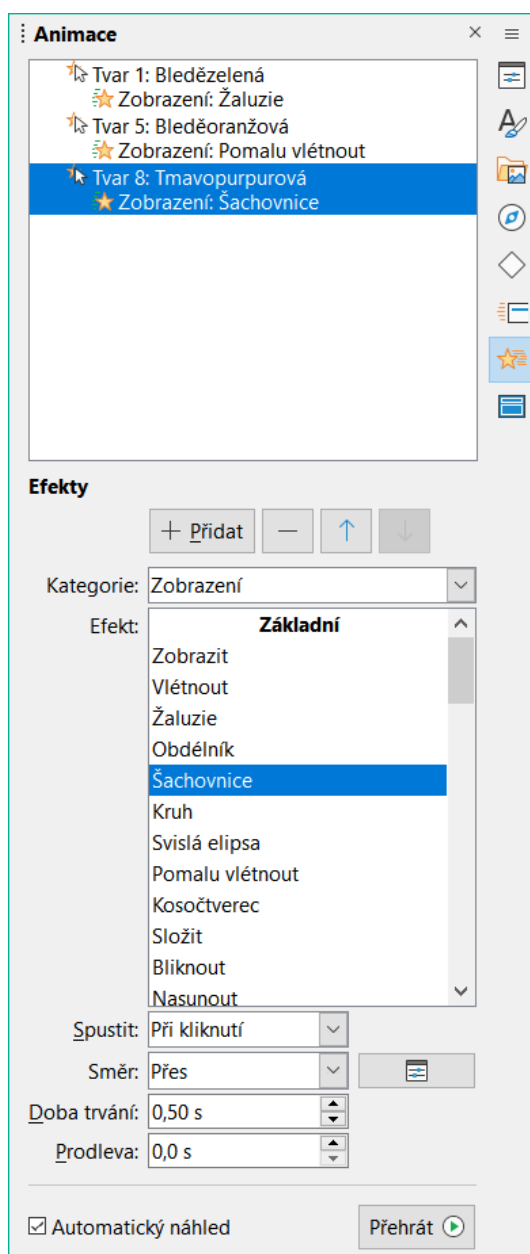 Animace
Tvar 1: Bledězelená
Zobrazení: Žaluzie
Tvar 5: Bleděoranžová
Zobrazení: Pomalu vlétnout
Tvar 8: Tmavopurpurová
Zobrazení: Šachovnice
Efekty
Přidat
Kategorie: Zobrazení
Efekt: Základní
Zobrazit
Vlétnout
Žaluzie
Obdélník
Šachovnice
Kruh
Svislá elipsa
Pomalu vlétnout
Kosočtverec
Složit
Bliknout
Nasunout
Spustit: Při kliknutí
Směr: Přes
Doba trvání: 0,50 s
Prodleva: 0,0 s
Automatický náhled Přehrát